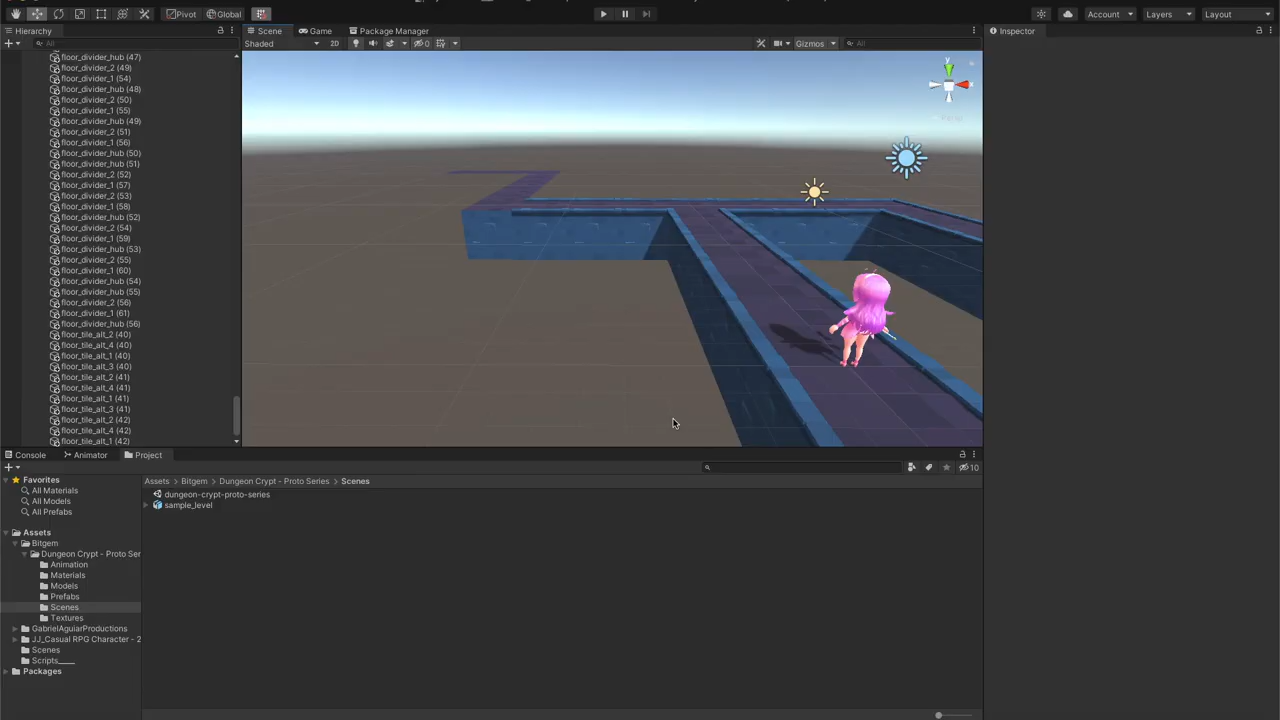 Pivot
Global
Account
Layers
Layout
Hierarchy
Scene
Game
Package Manager
Inspector
All
Shaded
2D
0
Gizmos
All
floor_divider_hub (47)
floor_divider_2 (49)
floor_divider_1 (54)
floor_divider_hub (48)
floor_divider_2 (50)
floor_divider_1 (55)
floor_divider_hub (49)
floor_divider_2 (51)
floor_divider_1 (56)
floor_divider_hub (50)
floor_divider_hub (51)
floor_divider_2 (52)
floor_divider_1 (57)
floor_divider_2 (53)
floor_divider_1 (58)
floor_divider_hub (52)
floor_divider_2 (54)
floor_divider_1 (59)
floor_divider_hub (53)
floor_divider_2 (55)
floor_divider_1 (60)
floor_divider_hub (54)
floor_divider_hub (55)
floor_divider_2 (56)
floor_divider_1 (61)
floor_divider_hub (56)
floor_tile_alt_2 (40)
floor_tile_alt_4 (40)
floor_tile_alt_1 (40)
floor_tile_alt_3 (40)
floor_tile_alt_2 (41)
floor_tile_alt_4 (41)
floor_tile_alt_1 (41)
floor_tile_alt_3 (41)
floor_tile_alt_2 (42)
floor_tile_alt_4 (42)
floor_tile_alt_1 (42)
y
x
Persp
Console
Animator
Project
10
Favorites
All Materials
All Models
All Prefabs
Assets
Bitgem
Dungeon Crypt - Proto Ser
Animation
Materials
Models
Prefabs
Scenes
Textures
GabrielAguiarProductions
JJ_Casual RPG Character - 2
Scenes
Scripts____
Packages
Assets Bitgem Dungeon Crypt - Proto Series Scenes
dungeon-crypt-proto-series
sample_level